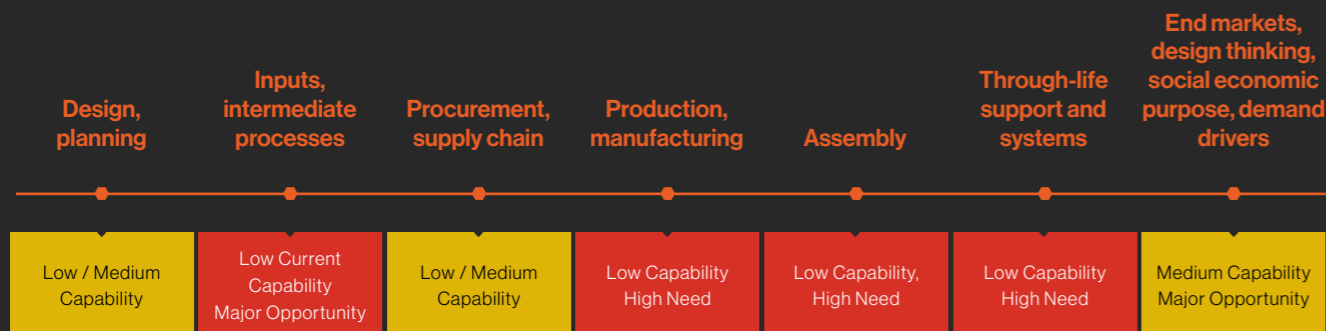 Design,
planning
Inputs,
intermediate
processes
Procurement,
supply chain
Production,
manufacturing
Assembly
Through-life
support and
systems
End markets,
design thinking,
social economic
purpose, demand
drivers
Low / Medium
Capability
Low Current
Capability
Major Opportunity
Low / Medium
Capability
Low Capability
High Need
Low Capability,
High Need
Low Capability
High Need
Medium Capability
Major Opportunity